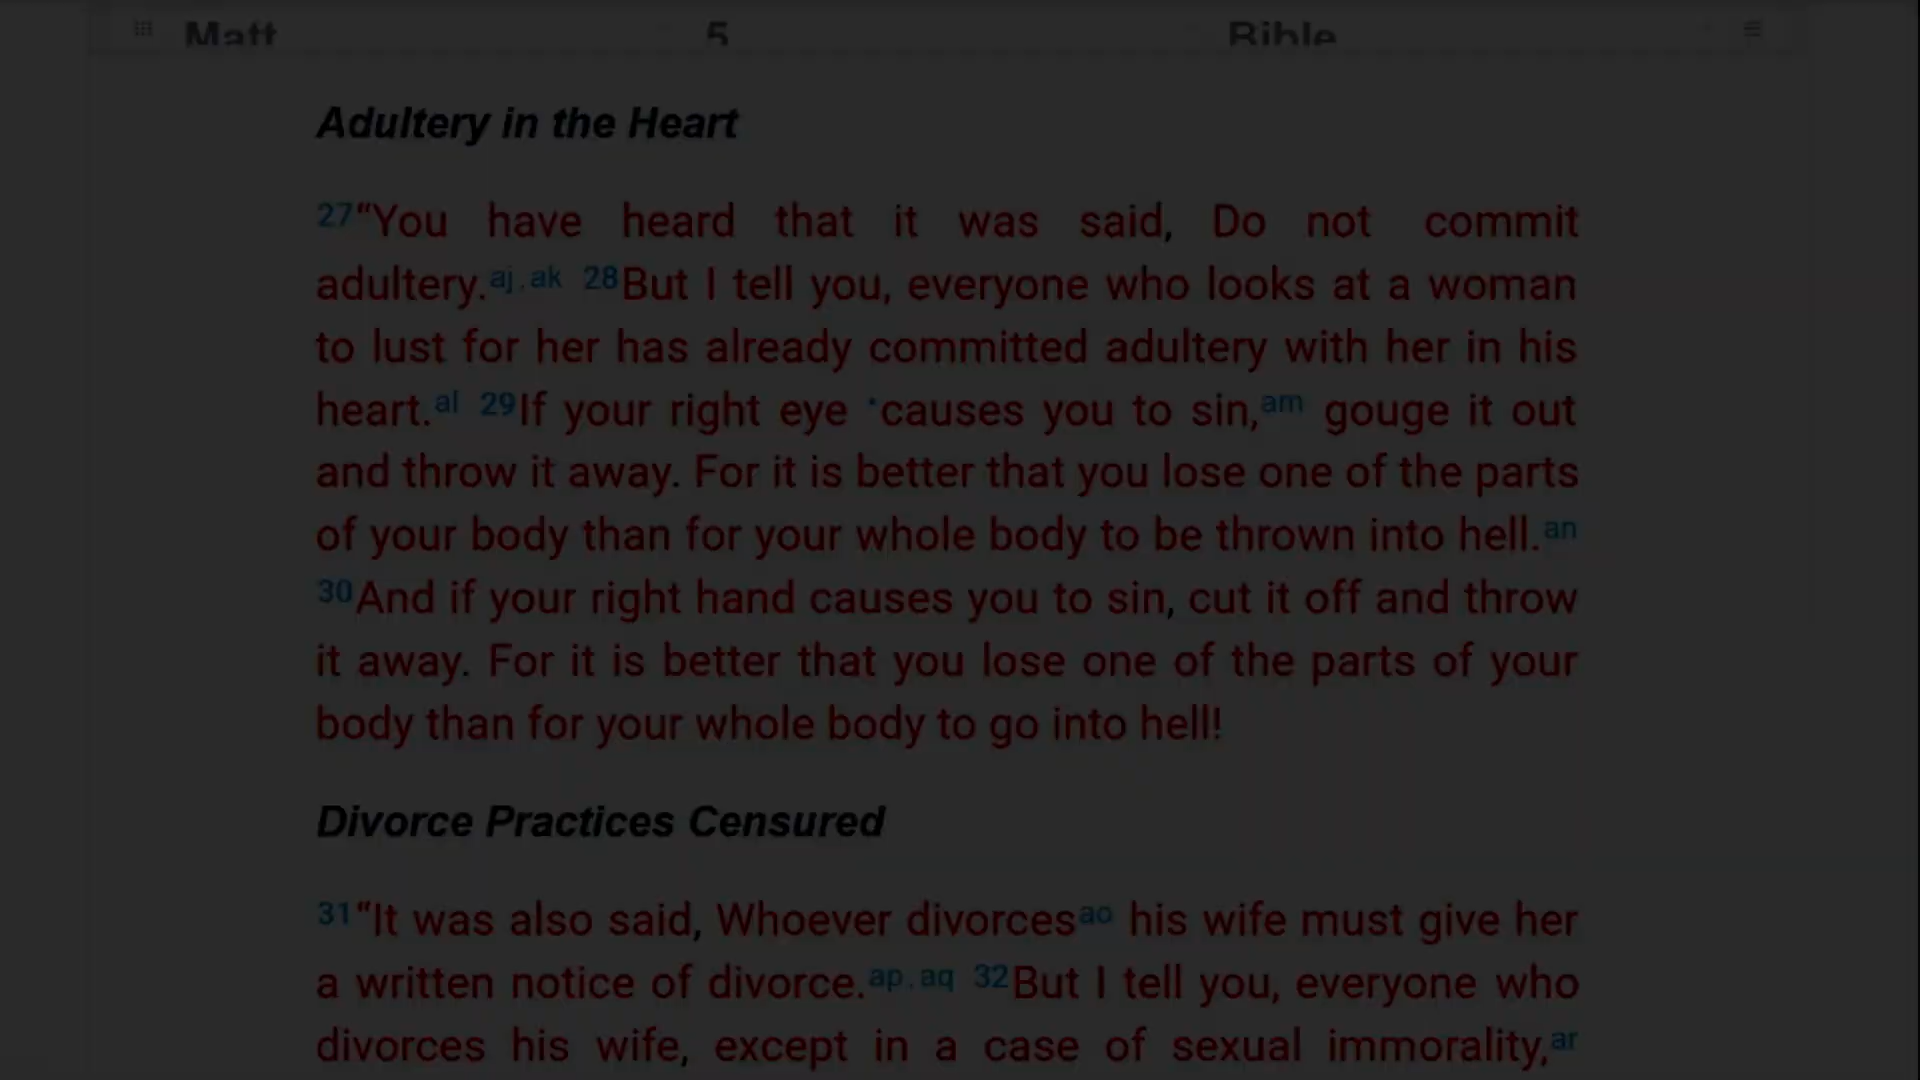 Matt 5 Bible
Adultery in the Heart
27“You have heard that it was said, Do not commit
adultery.aj,ak 28But I tell you, everyone who looks at a woman
to lust for her has already committed adultery with her in his
heart.al 29If your right eye •causes you to sin,am gouge it out
and throw it away. For it is better that you lose one of the parts
of your body than for your whole body to be thrown into hell.an
30And if your right hand causes you to sin, cut it off and throw
it away. For it is better that you lose one of the parts of your
body than for your whole body to go into hell!
Divorce Practices Censured
31“It was also said, Whoever divorcesao his wife must give her
a written notice of divorce.ap,aq 32But I tell you, everyone who
divorces his wife, except in a case of sexual immorality,ar